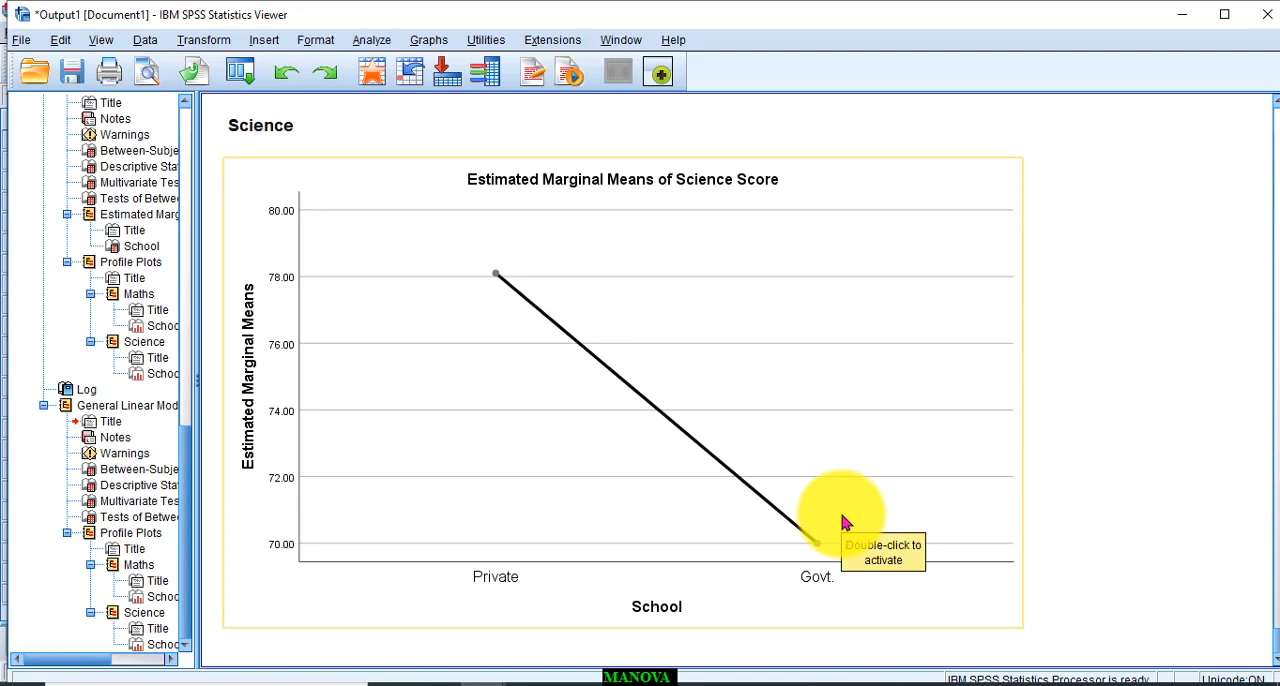 *Output1 [Document1] - IBM SPSS Statistics Viewer
File Edit View Data Transform Insert Format Analyze Graphs Utilities Extensions Window Help
Title
Notes
Warnings
Between-Subje
Descriptive Sta
Multivariate Tes
Tests of Betwe
Estimated Marg
Title
School
Profile Plots
Title
Maths
Title
Schoo
Science
Title
Schoo
Log
General Linear Mod
Title
Notes
Warnings
Between-Subje
Descriptive Sta
Multivariate Tes
Tests of Betwe
Profile Plots
Title
Maths
Title
Schoo
Science
Title
Schoo
Science
Estimated Marginal Means of Science Score
Estimated Marginal Means
80.00
78.00
76.00
74.00
72.00
70.00
Private Govt.
School
Double-click to
activate
MANOVA
IBM SPSS Statistics Processor is ready
Unicode:ON